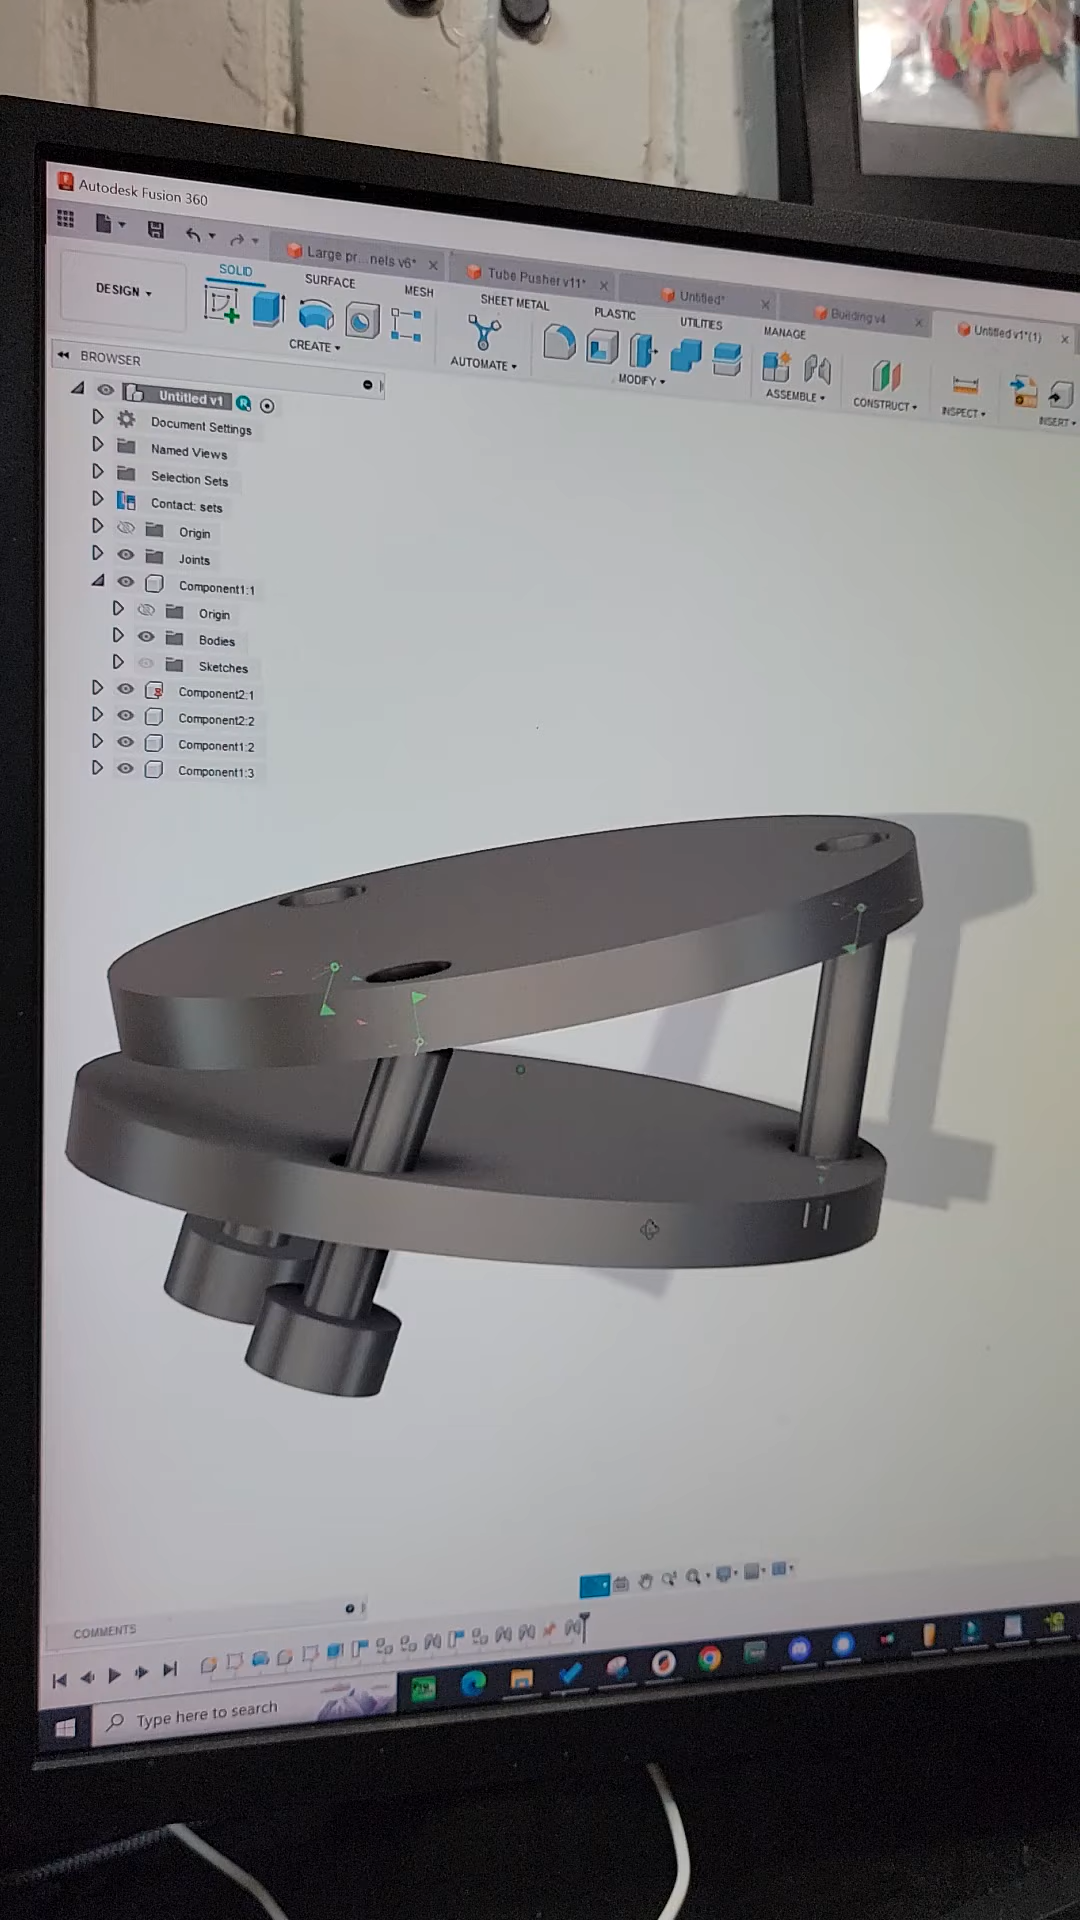 Autodesk Fusion 360
Large pr...nets v6*
Tube Pusher v11*
Untitled*
Building v4
Untitled v1*(1)
DESIGN
SOLID
SURFACE
MESH
SHEET METAL
PLASTIC
UTILITIES
MANAGE
CREATE
AUTOMATE
MODIFY
ASSEMBLE
CONSTRUCT
INSPECT
INSERT
BROWSER
Untitled v1
Document Settings
Named Views
Selection Sets
Contact: sets
Origin
Joints
Component1:1
Origin
Bodies
Sketches
Component2:1
Component2:2
Component1:2
Component1:3
COMMENTS
Type here to search